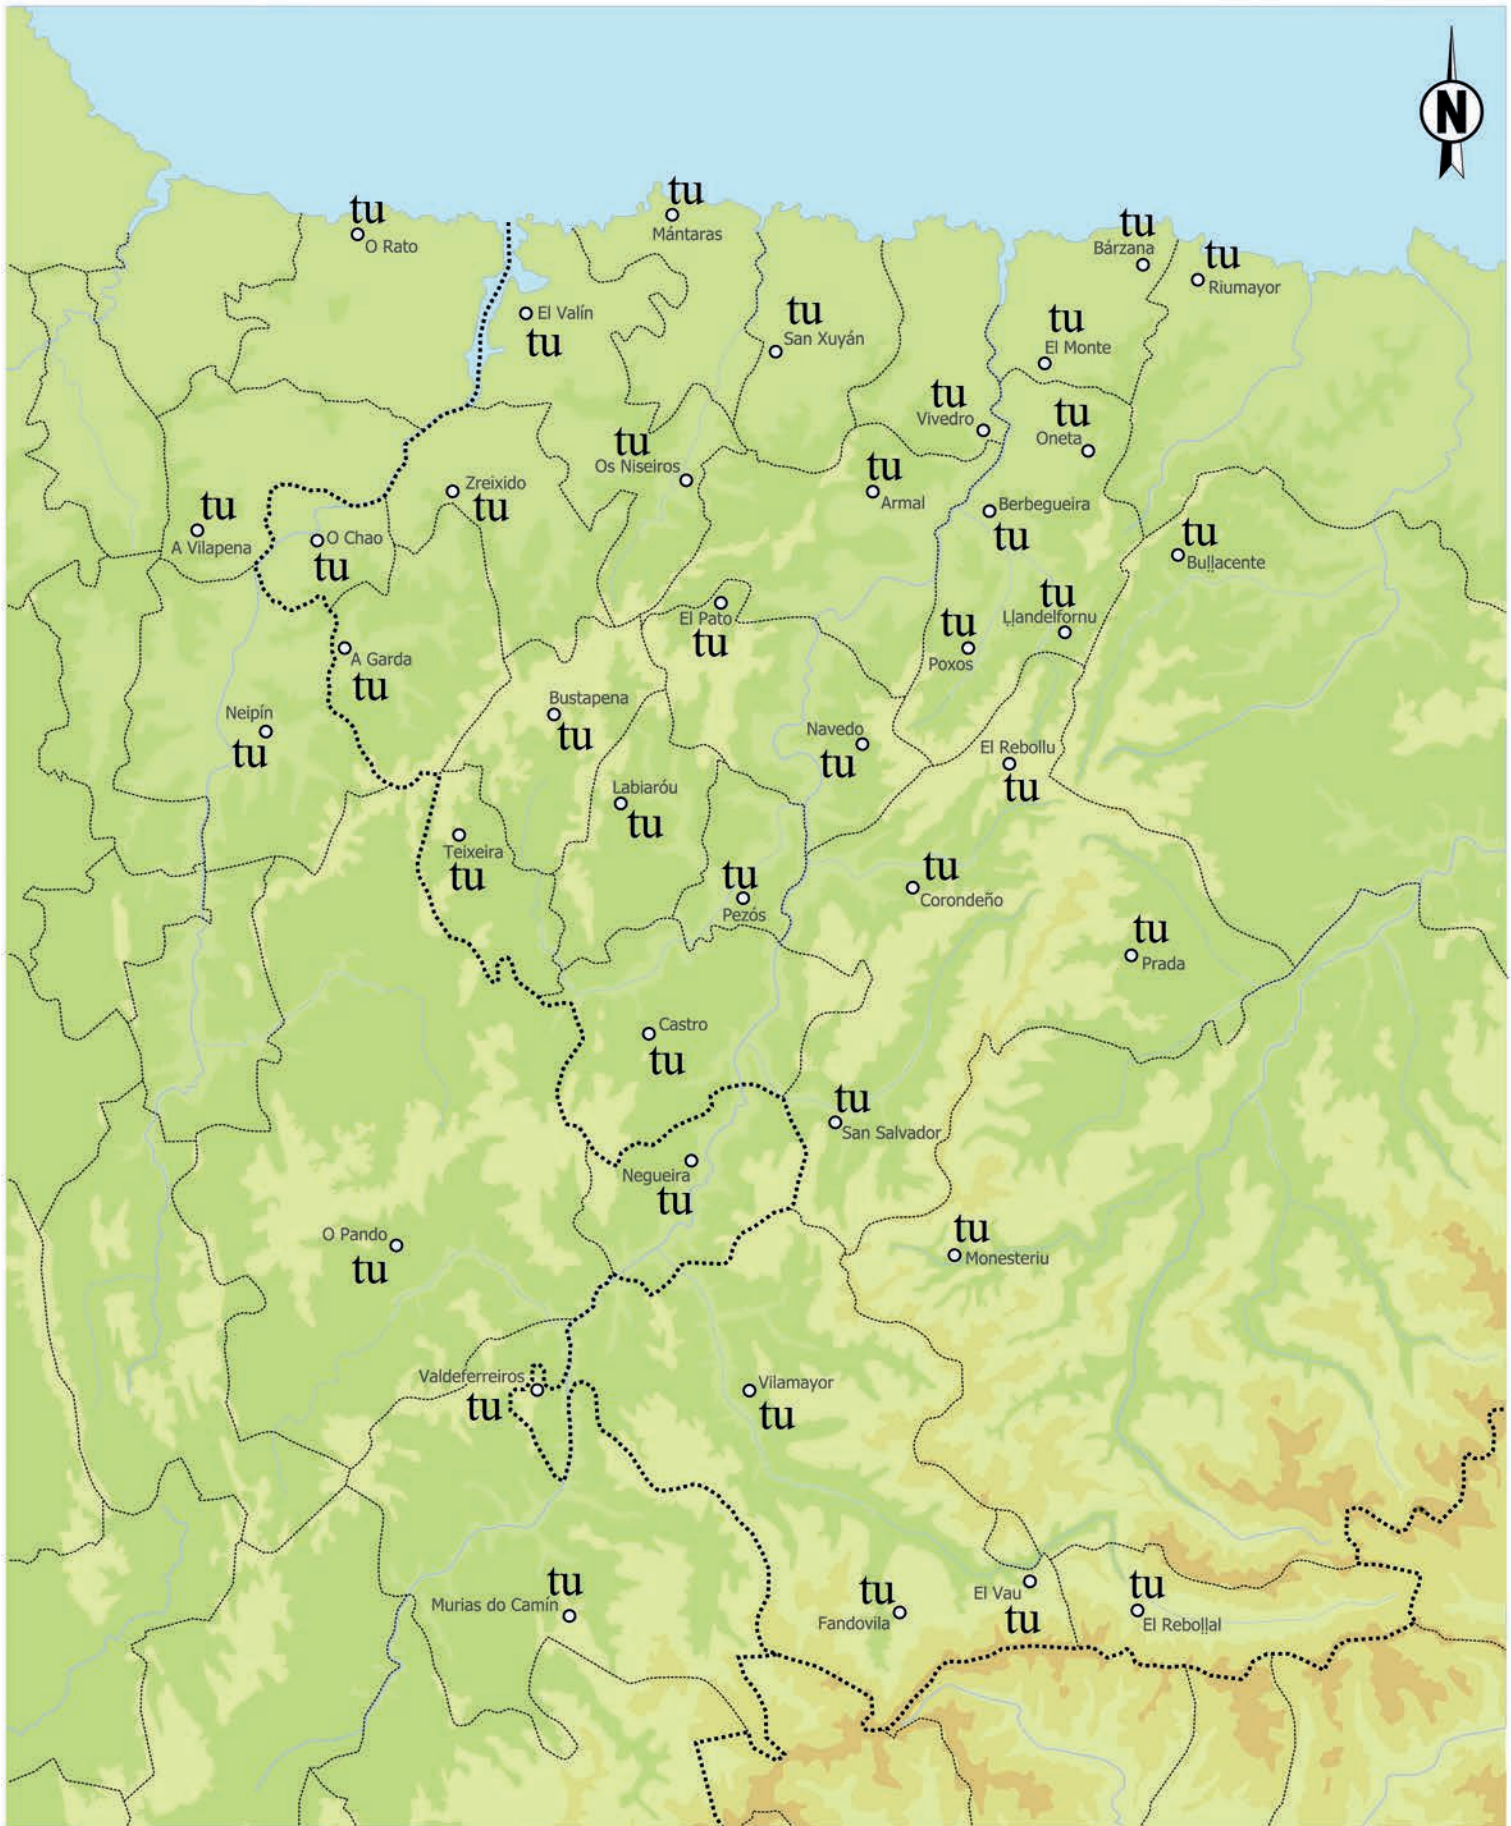 N
tu
O Rato
tu
Mántaras
tu
Bárzana
tu
Riumayor
El Valín
tu
tu
San Xuyán
tu
El Monte
tu
Vivedro
tu
Oneta
tu
Os Niseiros
tu
Armal
Zreixido
tu
tu
A Vilapena
O Chao
tu
Berbegueira
tu
tu
Buḷḷacente
tu
Ḷḷandelfornu
El Pato
tu
tu
Poxos
A Garda
tu
Bustapena
tu
Neipín
tu
Navedo
tu
El Rebollu
tu
Labiaróu
tu
Teixeira
tu
tu
Pezós
tu
Corondeño
tu
Prada
Castro
tu
tu
San Salvador
Negueira
tu
O Pando
tu
tu
Monesteriu
Valdeferreiros
tu
Vilamayor
tu
tu
Murias do Camín
tu
Fandovila
El Vau
tu
tu
El Reboḷḷal